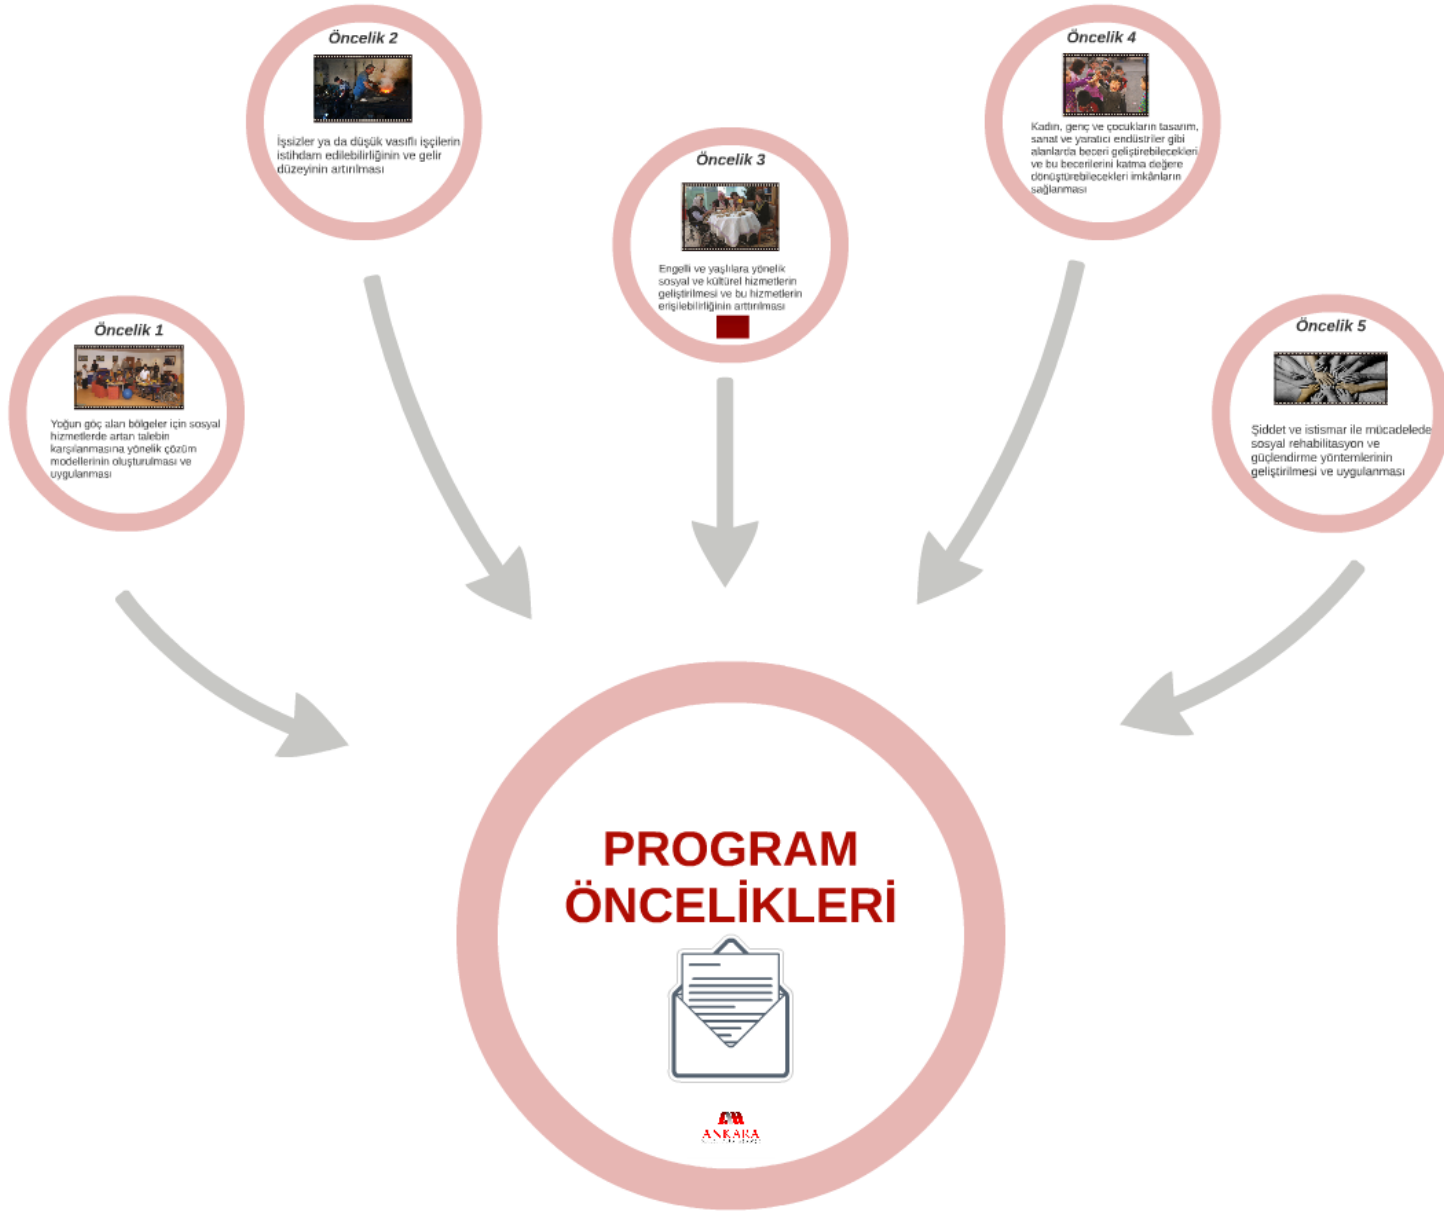 Öncelik 1
Yoğun göç alan bölgeler için sosyal
hizmetlerde artan talebin
karşılanmasına yönelik çözüm
modellerinin oluşturulması ve
uygulanması
Öncelik 2
İşsizler ya da düşük vasıflı işçilerin
istihdam edilebilirliğinin ve gelir
düzeyinin artırılması
Öncelik 3
Engelli ve yaşlılara yönelik
sosyal ve kültürel hizmetlerin
geliştirilmesi ve bu hizmetlerin
erişilebilirliğinin arttırılması
Öncelik 4
Kadın, genç ve çocukların tasarım,
sanat ve yaratıcı endüstriler gibi
alanlarda beceri geliştirebilecekleri
ve bu becerilerini katma değere
dönüştürebilecekleri imkânların
sağlanması
Öncelik 5
Şiddet ve istismar ile mücadelede
sosyal rehabilitasyon ve
güçlendirme yöntemlerinin
geliştirilmesi ve uygulanması
PROGRAM
ÖNCELİKLERİ
ANKARA